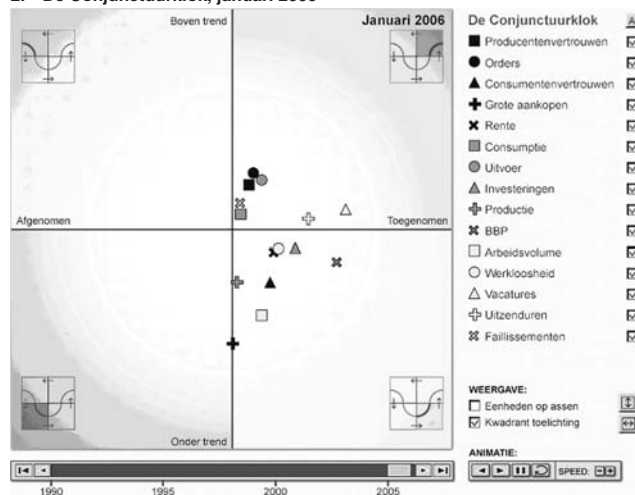 2. De Conjunctuurklok, januari 2006
Boven trend
Januari 2006
Afgenomen
Toegenomen
Onder trend
1990
1995
2000
2005
De Conjunctuurklok
Producentenvertrouwen
Orders
Consumentenvertrouwen
Grote aankopen
Rente
Consumptie
Uitvoer
Investeringen
Productie
BBP
Arbeidsvolume
Werkloosheid
Vacatures
Uitzenduren
Faillissementen
WEERGAVE:
Eenheden op assen
Kwadrant toelichting
ANIMATIE:
SPEED: